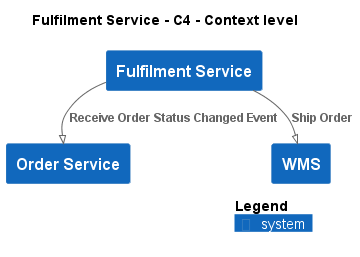 Fulfilment Service - C4 - Context level
Fulfilment Service
Receive Order Status Changed Event
Ship Order
Order Service
WMS
Legend
system